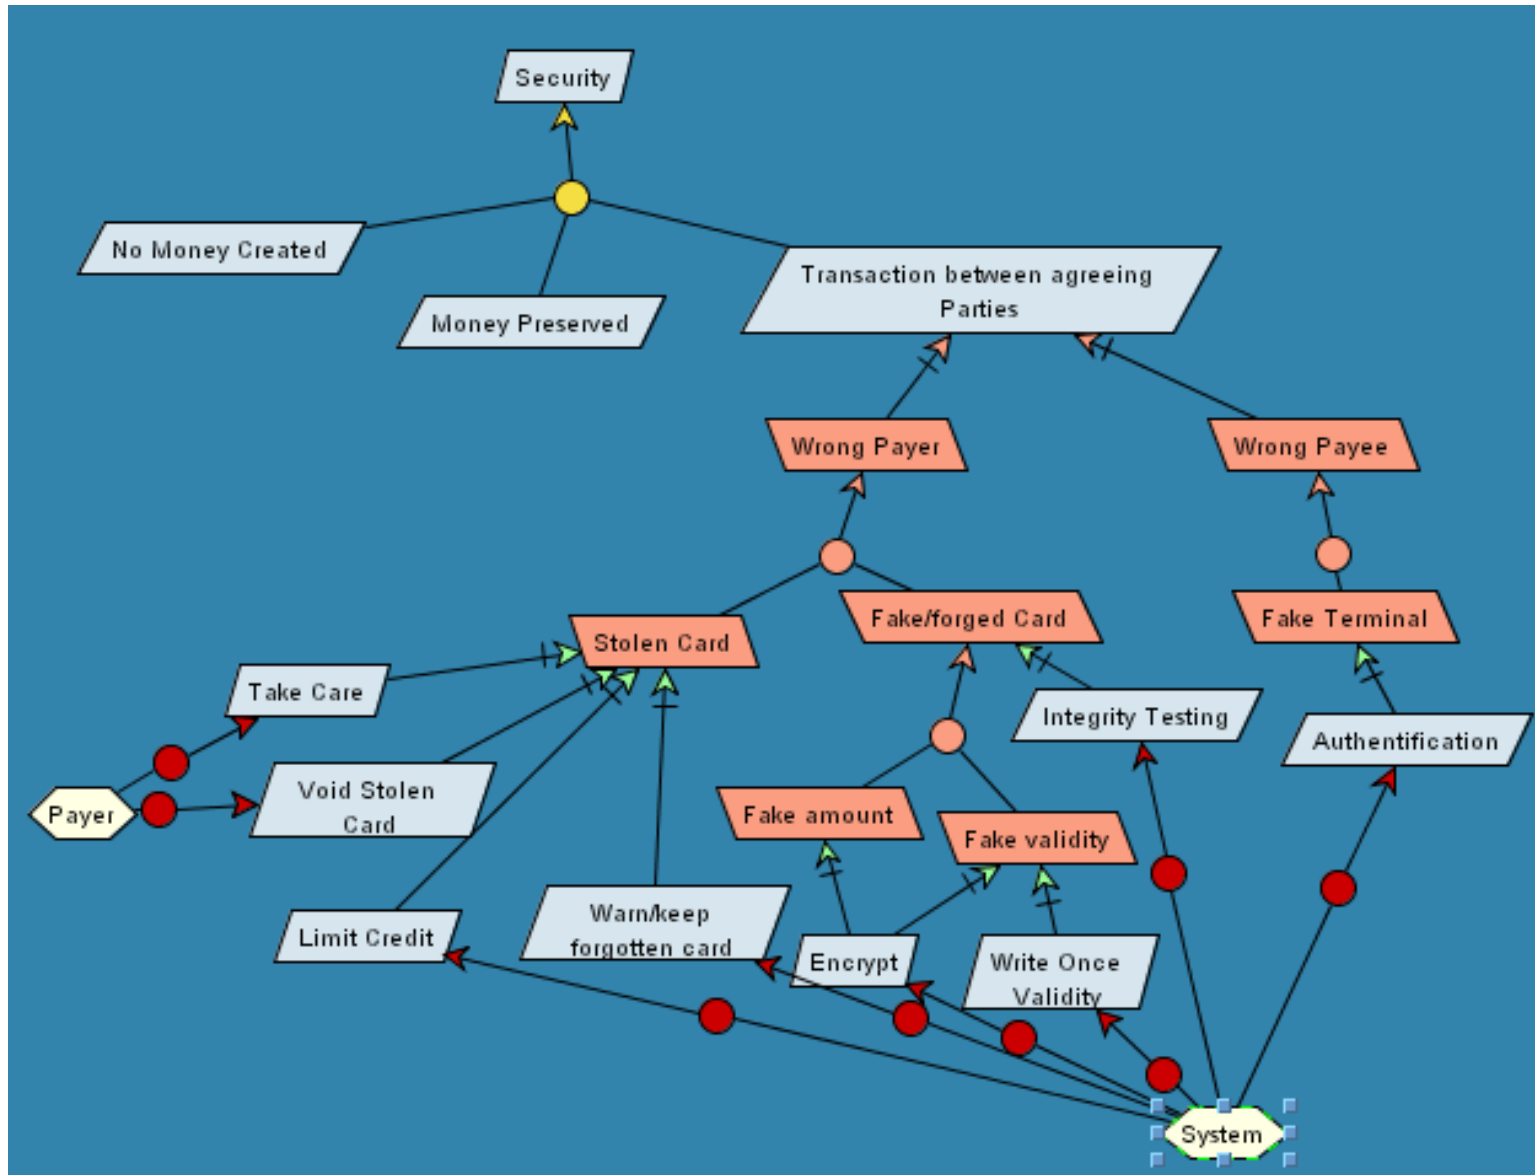 Security
No Money Created
Money Preserved
Transaction between agreeing
Parties
Wrong Payer
Wrong Payee
Stolen Card
Fake/forged Card
Fake Terminal
Take Care
Integrity Testing
Authentification
Payer
Void Stolen
Card
Fake amount
Fake validity
Limit Credit
Warn/keep
forgotten card
Encrypt
Write Once
Validity
System